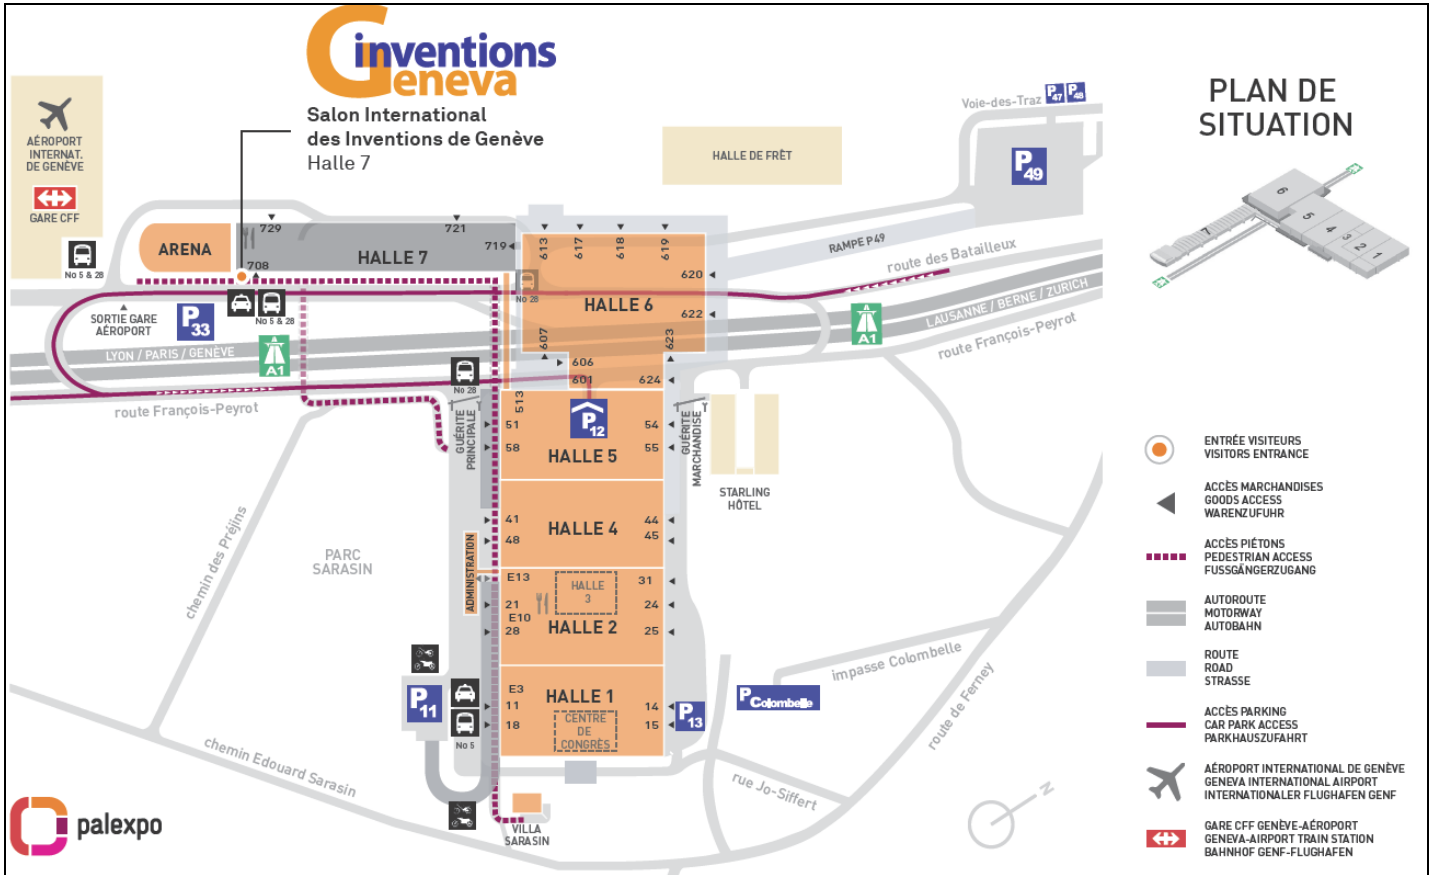 inventions
Geneva
Salon International
des Inventions de Genève
Halle 7
PLAN DE
SITUATION
6
5
4
3
2
1
7
AÉROPORT
INTERNAT.
DE GENÈVE
GARE CFF
No 5 & 28
HALLE DE FRÊT
Voie-des-Traz
P47
P48
P49
RAMPE P49
route des Batailleux
ARENA
729
721
719
HALLE 7
708
613
617
618
619
620
622
HALLE 6
No 28
607
623
606
601
624
SORTIE GARE
AÉROPORT
P33
No 5 & 28
LYON / PARIS / GENÈVE
A1
A1
LAUSANNE / BERNE / ZURICH
route François-Peyrot
route François-Peyrot
No 28
GUÉRITE
PRINCIPALE
513
P12
51
54
58
55
HALLE 5
GUÉRITE
MARCHANDISE
STARLING
HÔTEL
41
44
48
45
HALLE 4
ADMINISTRATION
E13
31
HALLE
3
21
24
E10
28
25
HALLE 2
PARC
SARASIN
chemin des Préjins
E3
HALLE 1
11
14
18
15
CENTRE
DE
CONGRÈS
P11
No 5
P13
P Colombelle
impasse Colombelle
route de Ferney
rue Jo-Siffert
chemin Edouard Sarasin
VILLA
SARASIN
N
palexpo
ENTRÉE VISITEURS
VISITORS ENTRANCE
ACCÈS MARCHANDISES
GOODS ACCESS
WARENZUFUHR
ACCÈS PIÉTONS
PEDESTRIAN ACCESS
FUSSGÄNGERZUGANG
AUTOROUTE
MOTORWAY
AUTOBAHN
ROUTE
ROAD
STRASSE
ACCÈS PARKING
CAR PARK ACCESS
PARKHAUSZUFAHRT
AÉROPORT INTERNATIONAL DE GENÈVE
GENEVA INTERNATIONAL AIRPORT
INTERNATIONALER FLUGHAFEN GENF
GARE CFF GENÈVE-AÉROPORT
GENEVA-AIRPORT TRAIN STATION
BAHNHOF GENF-FLUGHAFEN